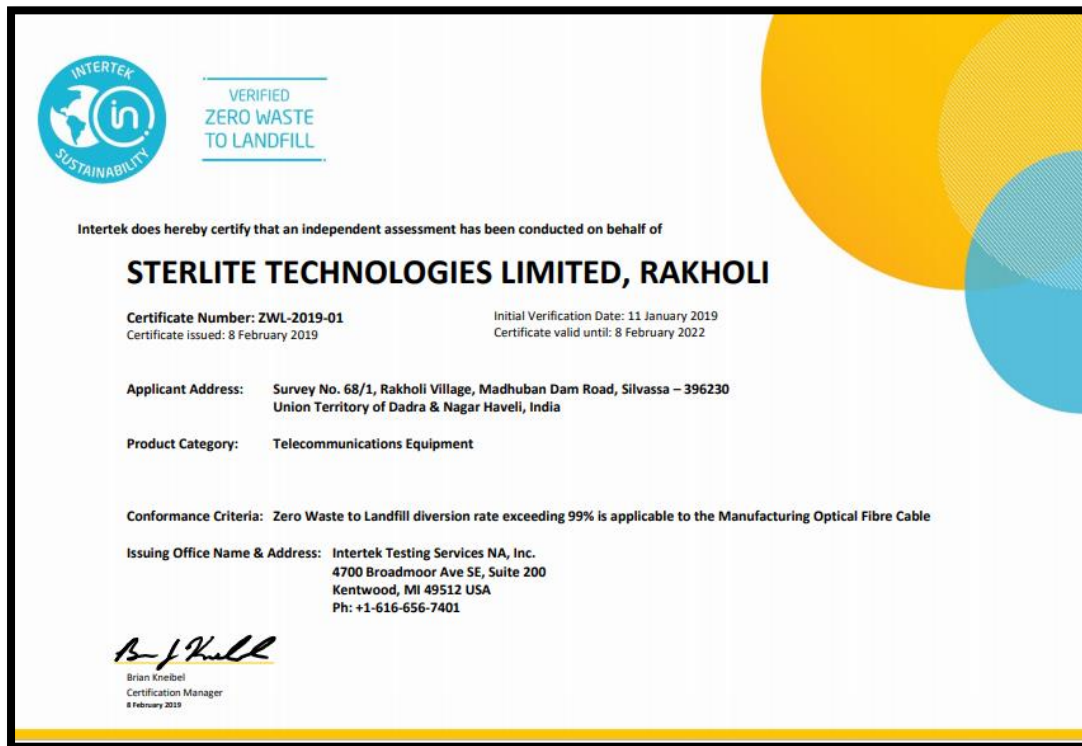 INTERTEK
in
SUSTAINABILITY
VERIFIED
ZERO WASTE
TO LANDFILL
Intertek does hereby certify that an independent assessment has been conducted on behalf of
STERLITE TECHNOLOGIES LIMITED, RAKHOLI
Certificate Number: ZWL-2019-01
Certificate issued: 8 February 2019
Initial Verification Date: 11 January 2019
Certificate valid until: 8 February 2022
Applicant Address: Survey No. 68/1, Rakholi Village, Madhuban Dam Road, Silvassa – 396230
Union Territory of Dadra & Nagar Haveli, India
Product Category: Telecommunications Equipment
Conformance Criteria: Zero Waste to Landfill diversion rate exceeding 99% is applicable to the Manufacturing Optical Fibre Cable
Issuing Office Name & Address: Intertek Testing Services NA, Inc.
4700 Broadmoor Ave SE, Suite 200
Kentwood, MI 49512 USA
Ph: +1-616-656-7401
Brian Kneibel
Certification Manager
8 February 2019